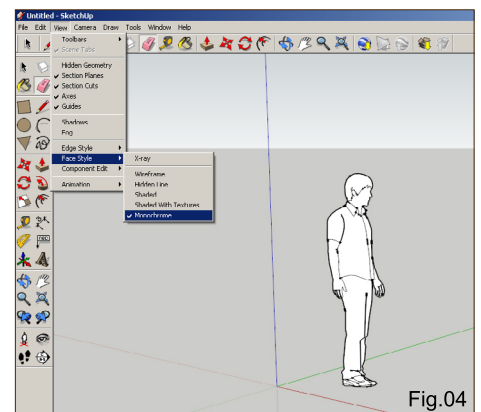 Untitled - SketchUp
File Edit View Camera Draw Tools Window Help
Toolbars
Scene Tabs
Hidden Geometry
Section Planes
Section Cuts
Axes
Guides
Shadows
Fog
Edge Style
Face Style
Component Edit
Animation
X-ray
Wireframe
Hidden Line
Shaded
Shaded With Textures
Monochrome
Fig.04